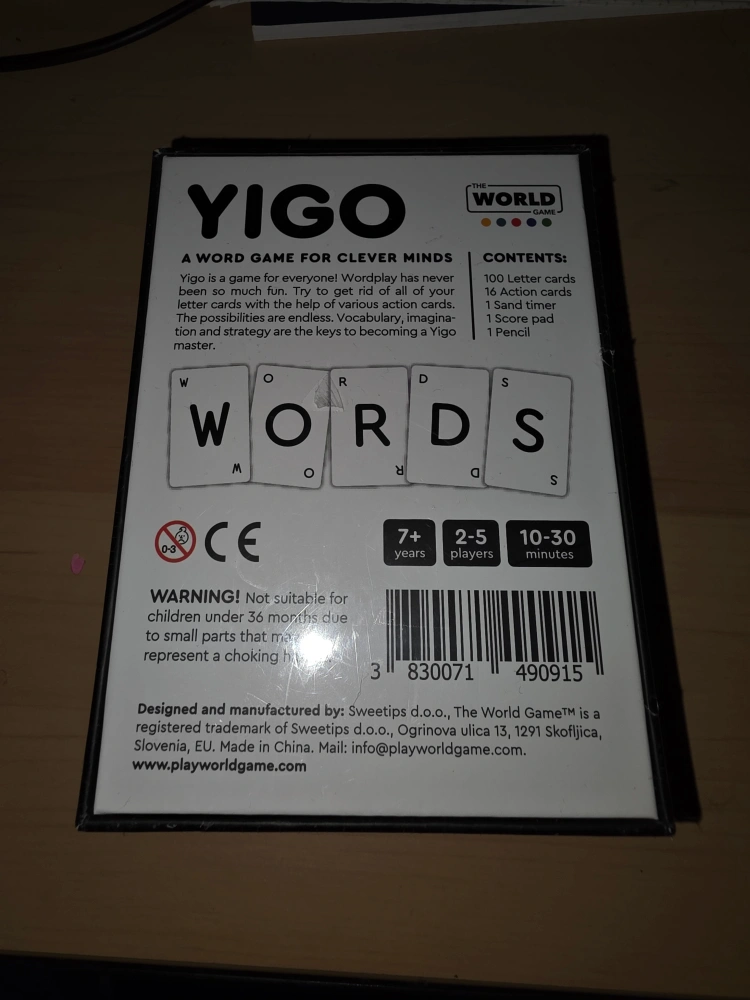 YIGO
THE
WORLD
GAME
A WORD GAME FOR CLEVER MINDS
Yigo is a game for everyone! Wordplay has never
been so much fun. Try to get rid of all of your
letter cards with the help of various action cards.
The possibilities are endless. Vocabulary, imagina-
tion and strategy are the keys to becoming a Yigo
master.
CONTENTS:
100 Letter cards
16 Action cards
1 Sand timer
1 Score pad
1 Pencil
W O R D S
W O R D S
W O R D S
0-3 CE
7+ 2-5 10-30
years players minutes
WARNING! Not suitable for
children under 36 months due
to small parts that
represent a choking
3 830071 490915
Designed and manufactured by: Sweetips d.o.o., The World Game™ is a
registered trademark of Sweetips d.o.o., Ogrinova ulica 13, 1291 Skofljica,
Slovenia, EU. Made in China. Mail: info@playworldgame.com.
www.playworldgame.com